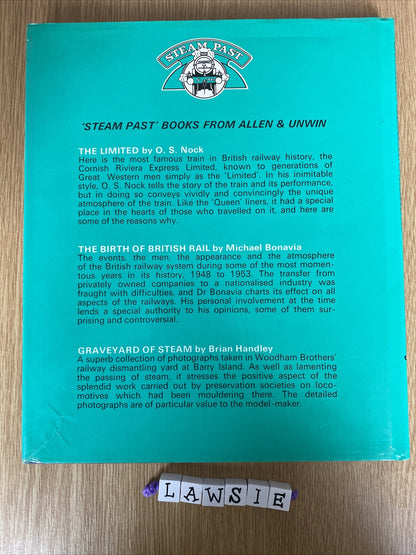 STEAM PAST
'STEAM PAST' BOOKS FROM ALLEN & UNWIN
THE LIMITED by O. S. Nock
Here is the most famous train in British railway history, the
Cornish Riviera Express Limited, known to generations of
Great Western men simply as the 'Limited'. In his inimitable
style, O. S. Nock tells the story of the train and its performance,
but in doing so conveys vividly and convincingly the unique
atmosphere of the train. Like the 'Queen' liners, it had a special
place in the hearts of those who travelled on it, and here are
some of the reasons why.
THE BIRTH OF BRITISH RAIL by Michael Bonavia
The events, the men, the appearance and the atmosphere
of the British railway system during some of the most momen-
tous years in its history, 1948 to 1953. The transfer from
privately owned companies to a nationalised industry was
fraught with difficulties, and Dr Bonavia charts its effect on all
aspects of the railways. His personal involvement at the time
lends a special authority to his opinions, some of them sur-
prising and controversial.
GRAVEYARD OF STEAM by Brian Handley
A superb collection of photographs taken in Woodham Brothers'
railway dismantling yard at Barry Island. As well as lamenting
the passing of steam, it stresses the positive aspect of the
splendid work carried out by preservation societies on loco-
motives which had been mouldering there. The detailed
photographs are of particular value to the model-maker.
LAWSIE